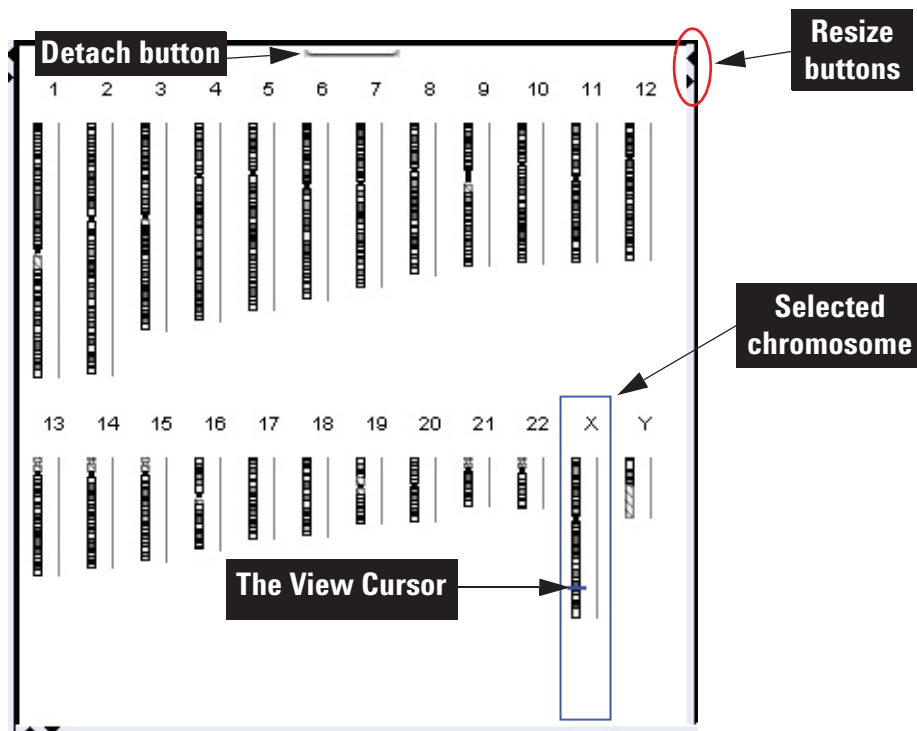 Detach button
Resize
buttons
1 2 3 4 5 6 7 8 9 10 11 12
Selected
chromosome
13 14 15 16 17 18 19 20 21 22 X Y
The View Cursor